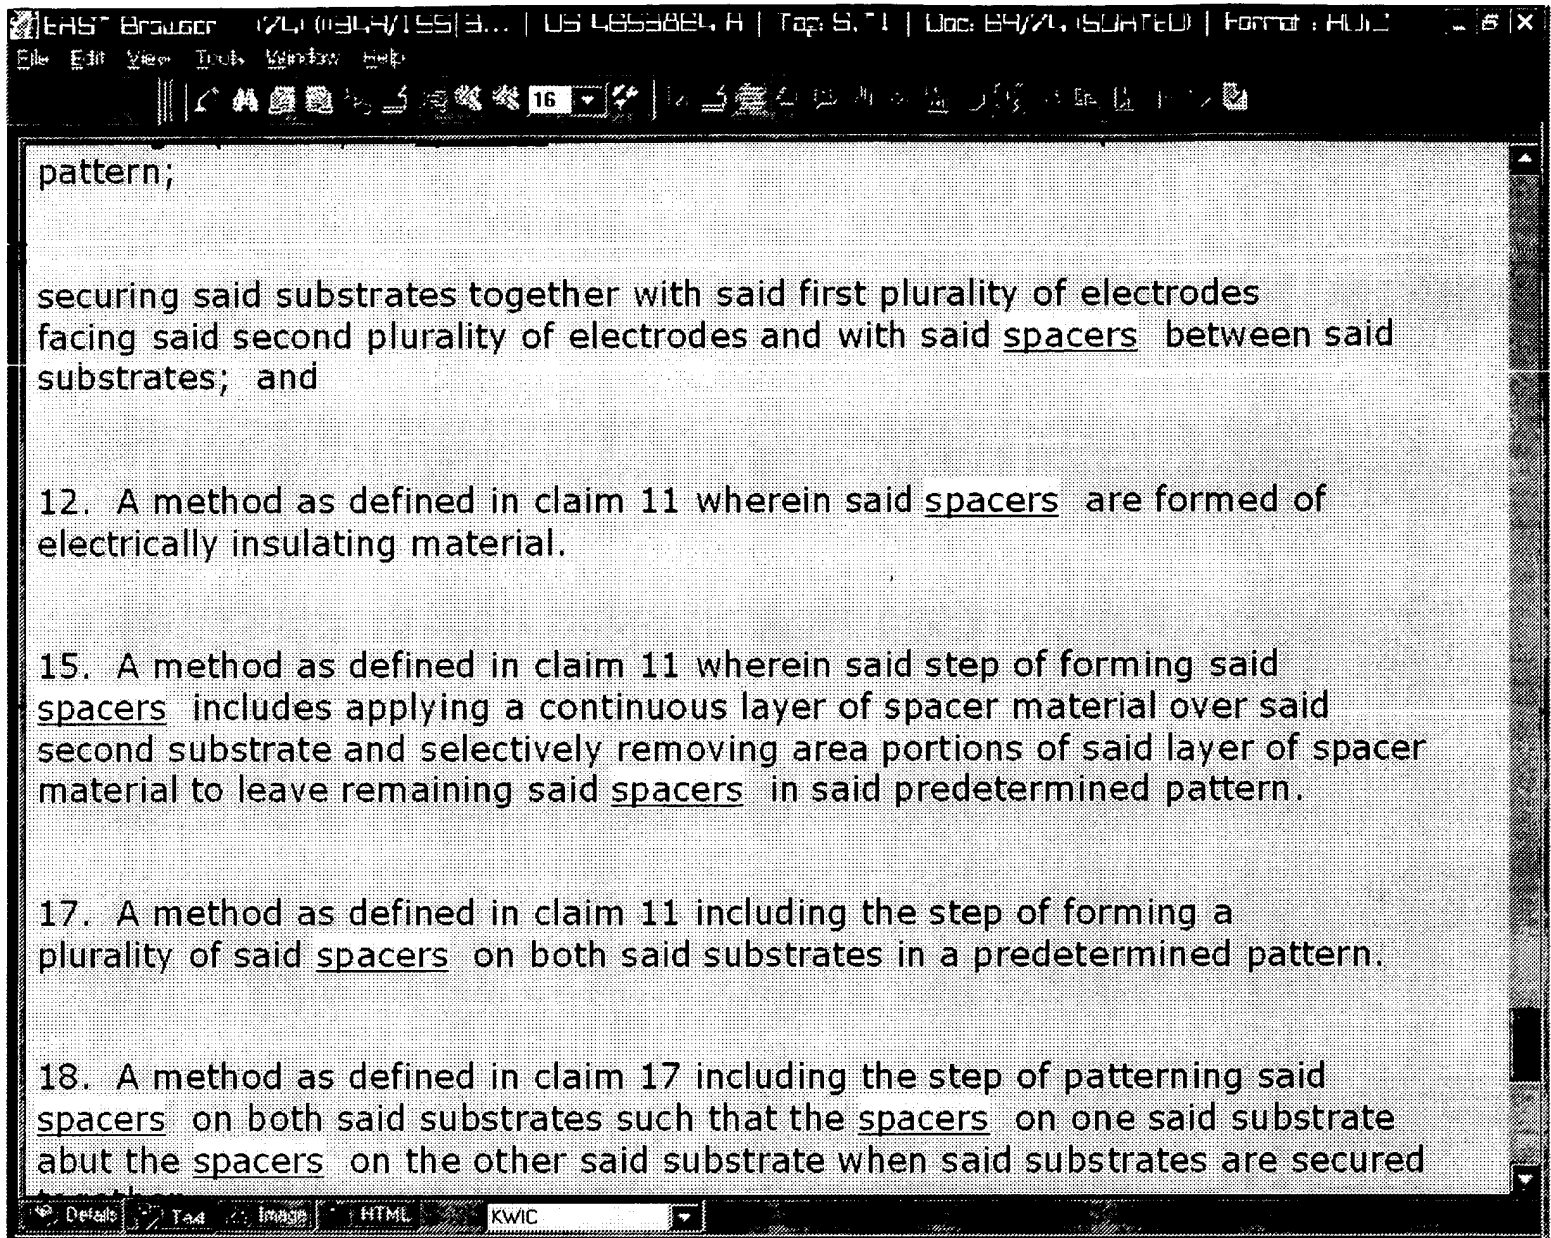 Browser
File Edit View Tools Window Help
16
pattern;
securing said substrates together with said first plurality of electrodes
facing said second plurality of electrodes and with said spacers between said
substrates; and
12. A method as defined in claim 11 wherein said spacers are formed of
electrically insulating material.
15. A method as defined in claim 11 wherein said step of forming said
spacers includes applying a continuous layer of spacer material over said
second substrate and selectively removing area portions of said layer of spacer
material to leave remaining said spacers in said predetermined pattern.
17. A method as defined in claim 11 including the step of forming a
plurality of said spacers on both said substrates in a predetermined pattern.
18. A method as defined in claim 17 including the step of patterning said
spacers on both said substrates such that the spacers on one said substrate
abut the spacers on the other said substrate when said substrates are secured
Details Text Image HTML KWIC